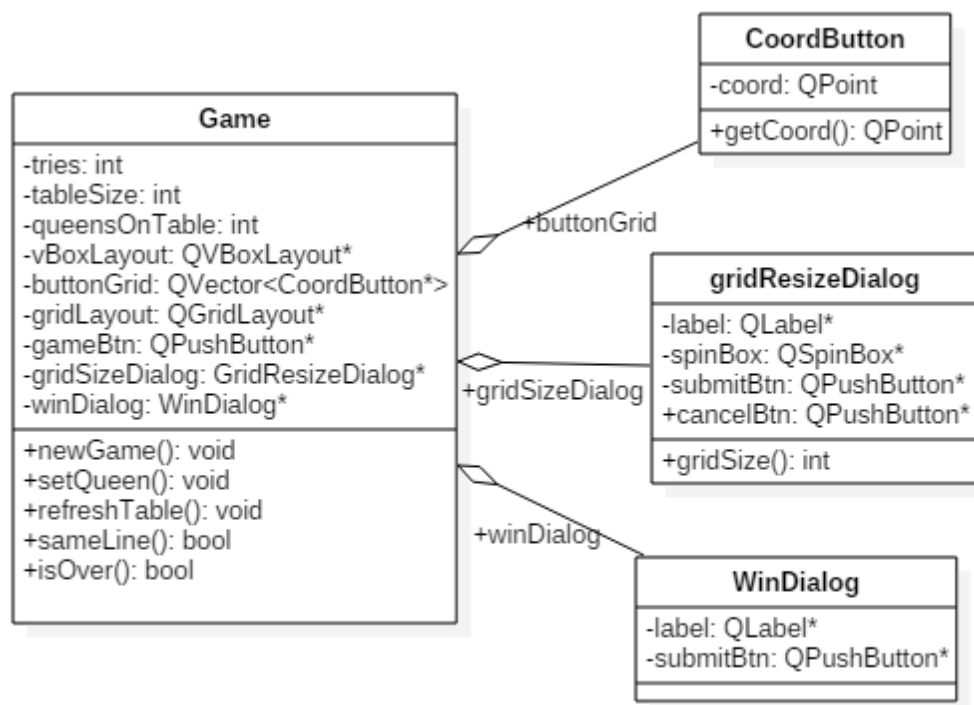 Game
-tries: int
-tableSize: int
-queensOnTable: int
-vBoxLayout: QVBoxLayout*
-buttonGrid: QVector<CoordButton*>
-gridLayout: QGridLayout*
-gameBtn: QPushButton*
-gridSizeDialog: GridResizeDialog*
-winDialog: WinDialog*
+newGame(): void
+setQueen(): void
+refreshTable(): void
+sameLine(): bool
+isOver(): bool
+buttonGrid
CoordButton
-coord: QPoint
+getCoord(): QPoint
+gridSizeDialog
gridResizeDialog
-label: QLabel*
-spinBox: QSpinBox*
-submitBtn: QPushButton*
+cancelBtn: QPushButton*
+gridSize(): int
+winDialog
WinDialog
-label: QLabel*
-submitBtn: QPushButton*